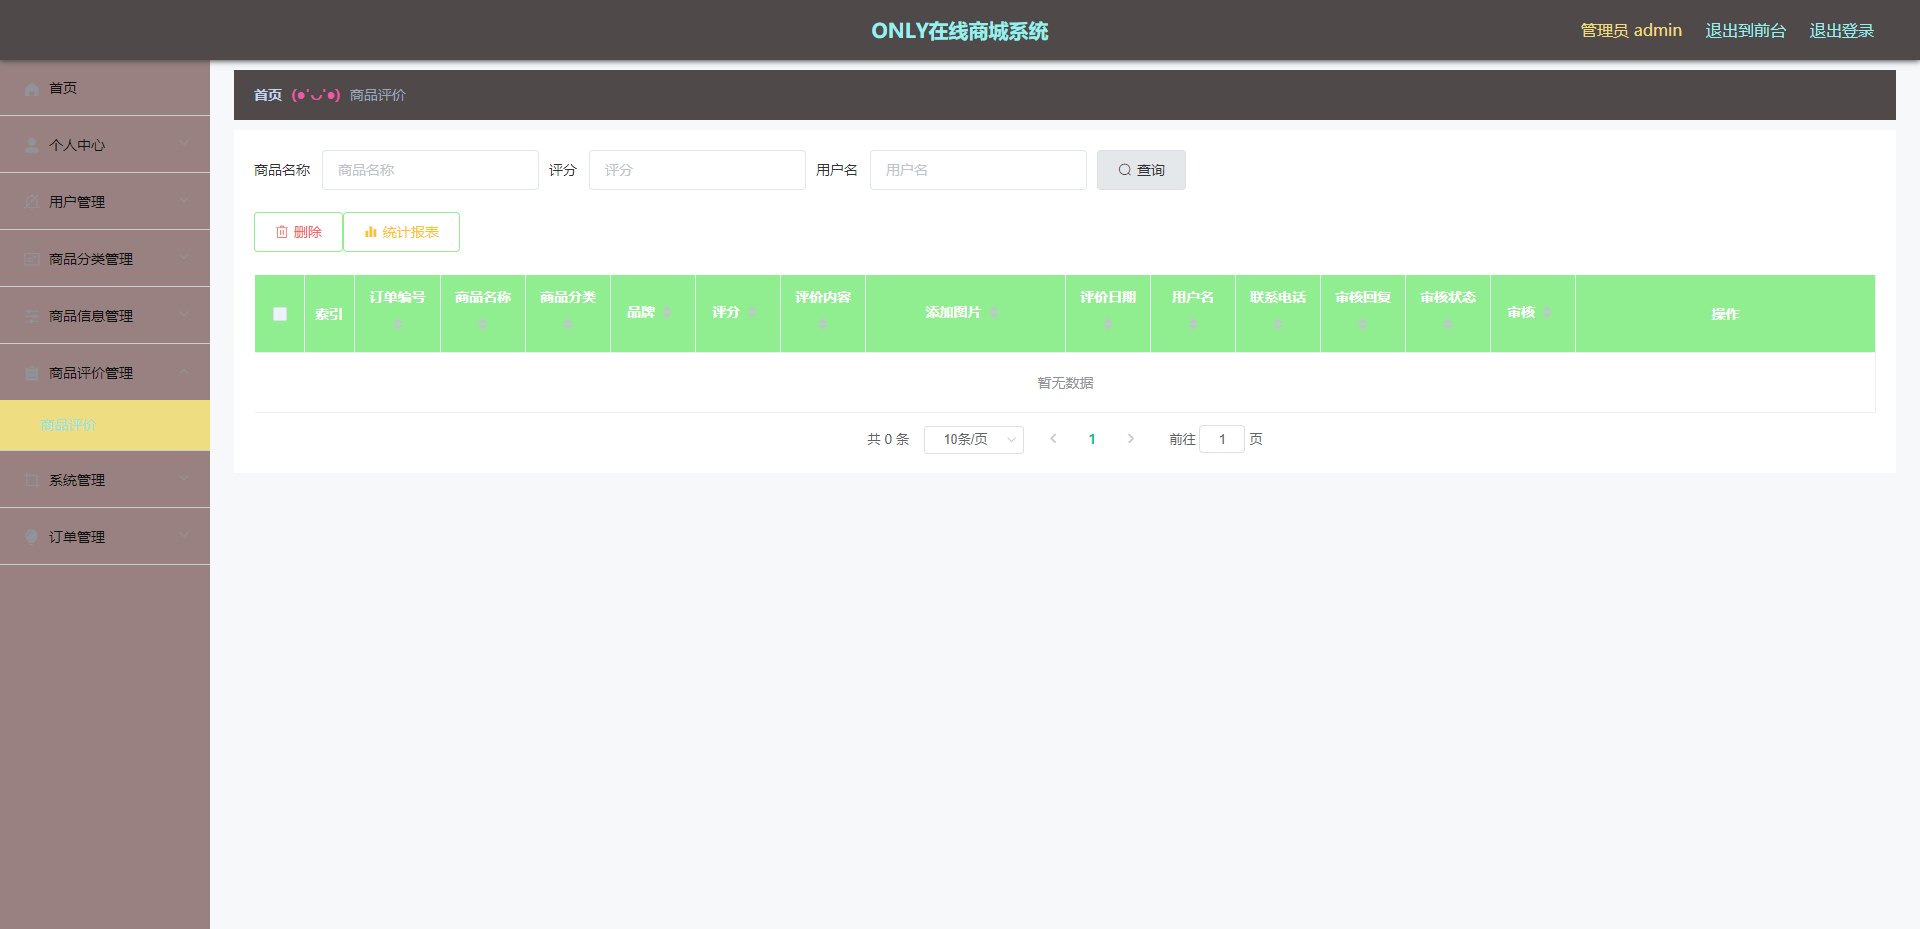 ONLY在线商城系统
管理员 admin 退出到前台 退出登录
首页
个人中心
用户管理
商品分类管理
商品信息管理
商品评价管理
商品评价
系统管理
订单管理
首页 (●'◡'●) 商品评价
商品名称 商品名称 评分 评分 用户名 用户名 查询
删除 统计报表
索引 订单编号 商品名称 商品分类 品牌 评分 评价内容 添加图片 评价日期 用户名 联系电话 审核回复 审核状态 审核 操作
暂无数据
共 0 条 10条/页 1 前往 1 页